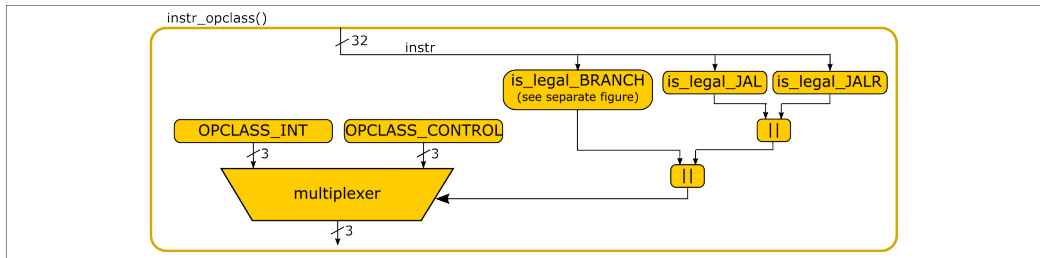 instr_opclass()
32
instr
is_legal_BRANCH
(see separate figure)
is_legal_JAL
is_legal_JALR
||
OPCLASS_INT
OPCLASS_CONTROL
3
3
||
multiplexer
3